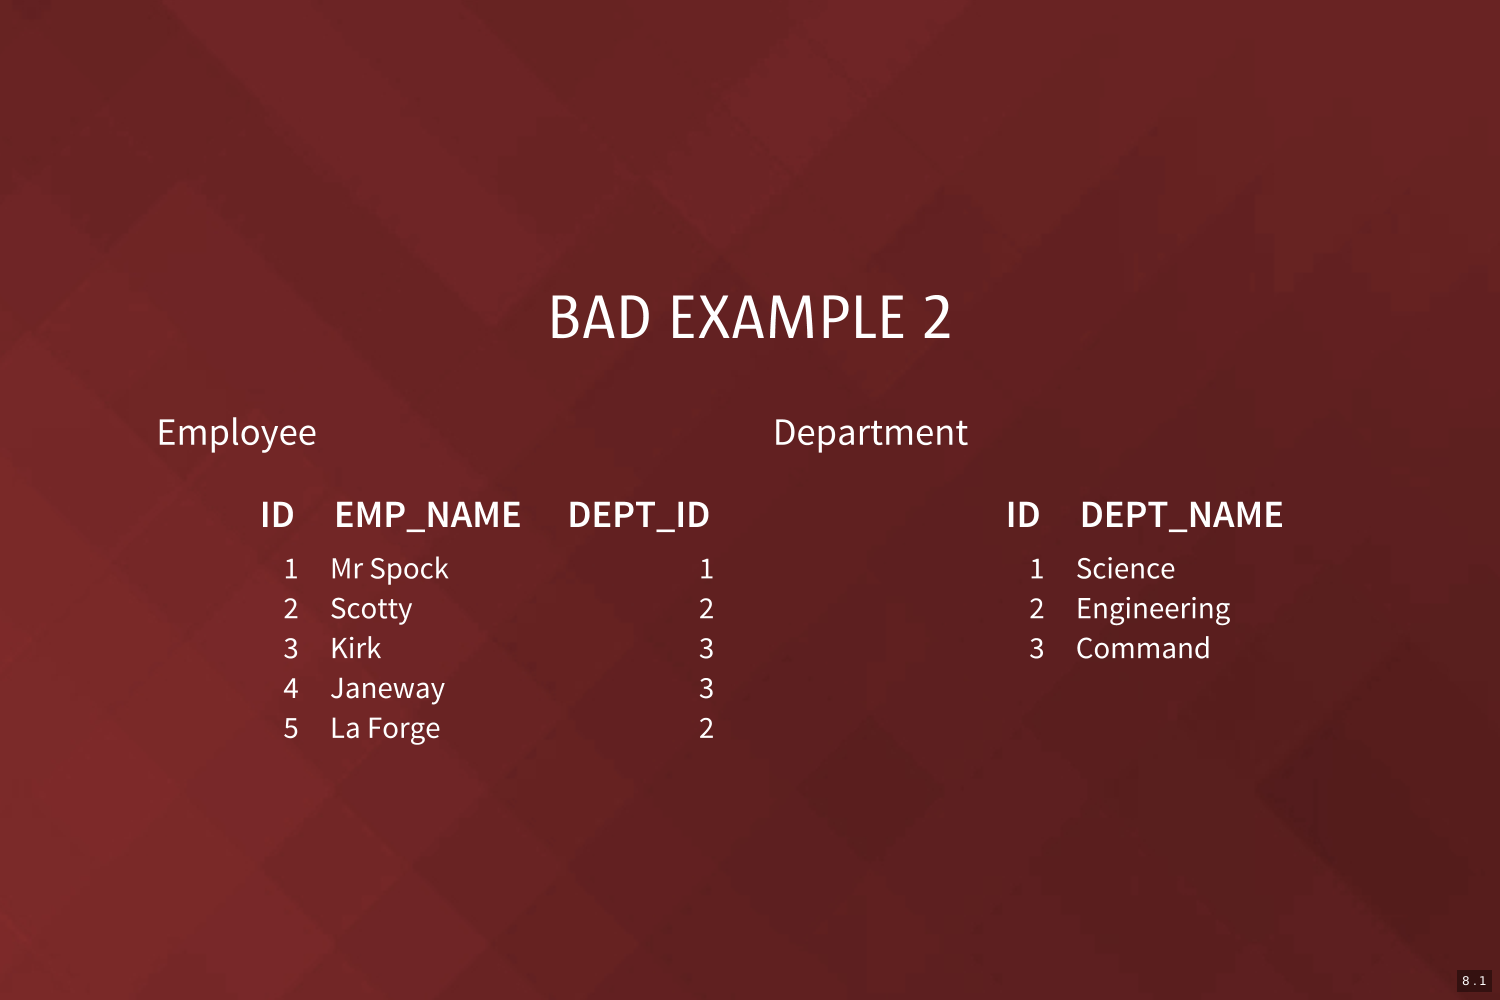 BAD EXAMPLE 2
Employee
ID EMP_NAME DEPT_ID
1 Mr Spock 1
2 Scotty 2
3 Kirk 3
4 Janeway 3
5 La Forge 2
Department
ID DEPT_NAME
1 Science
2 Engineering
3 Command
8.1